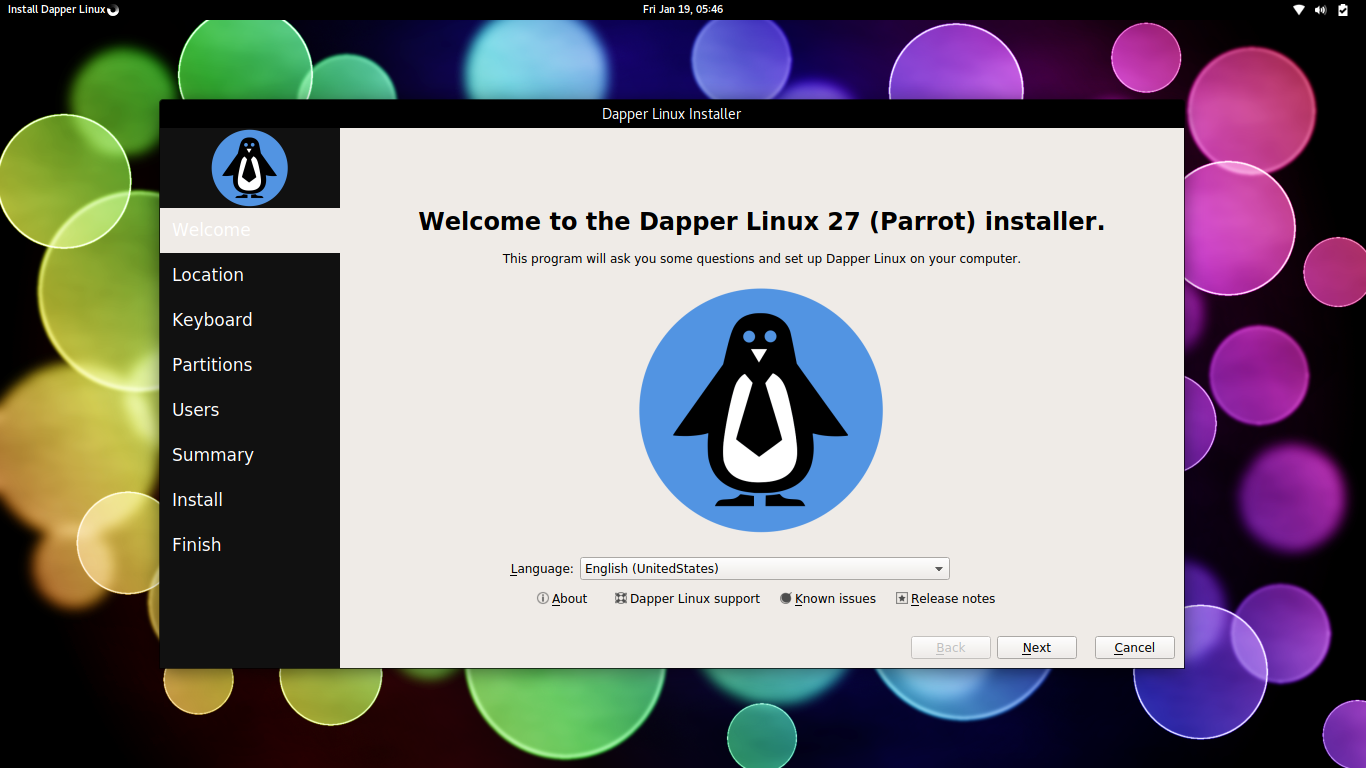 Install Dapper Linux
Fri Jan 19, 05:46
Dapper Linux Installer
Welcome
Location
Keyboard
Partitions
Users
Summary
Install
Finish
Welcome to the Dapper Linux 27 (Parrot) installer.
This program will ask you some questions and set up Dapper Linux on your computer.
Language: English (UnitedStates)
About Dapper Linux support Known issues Release notes
Back Next Cancel